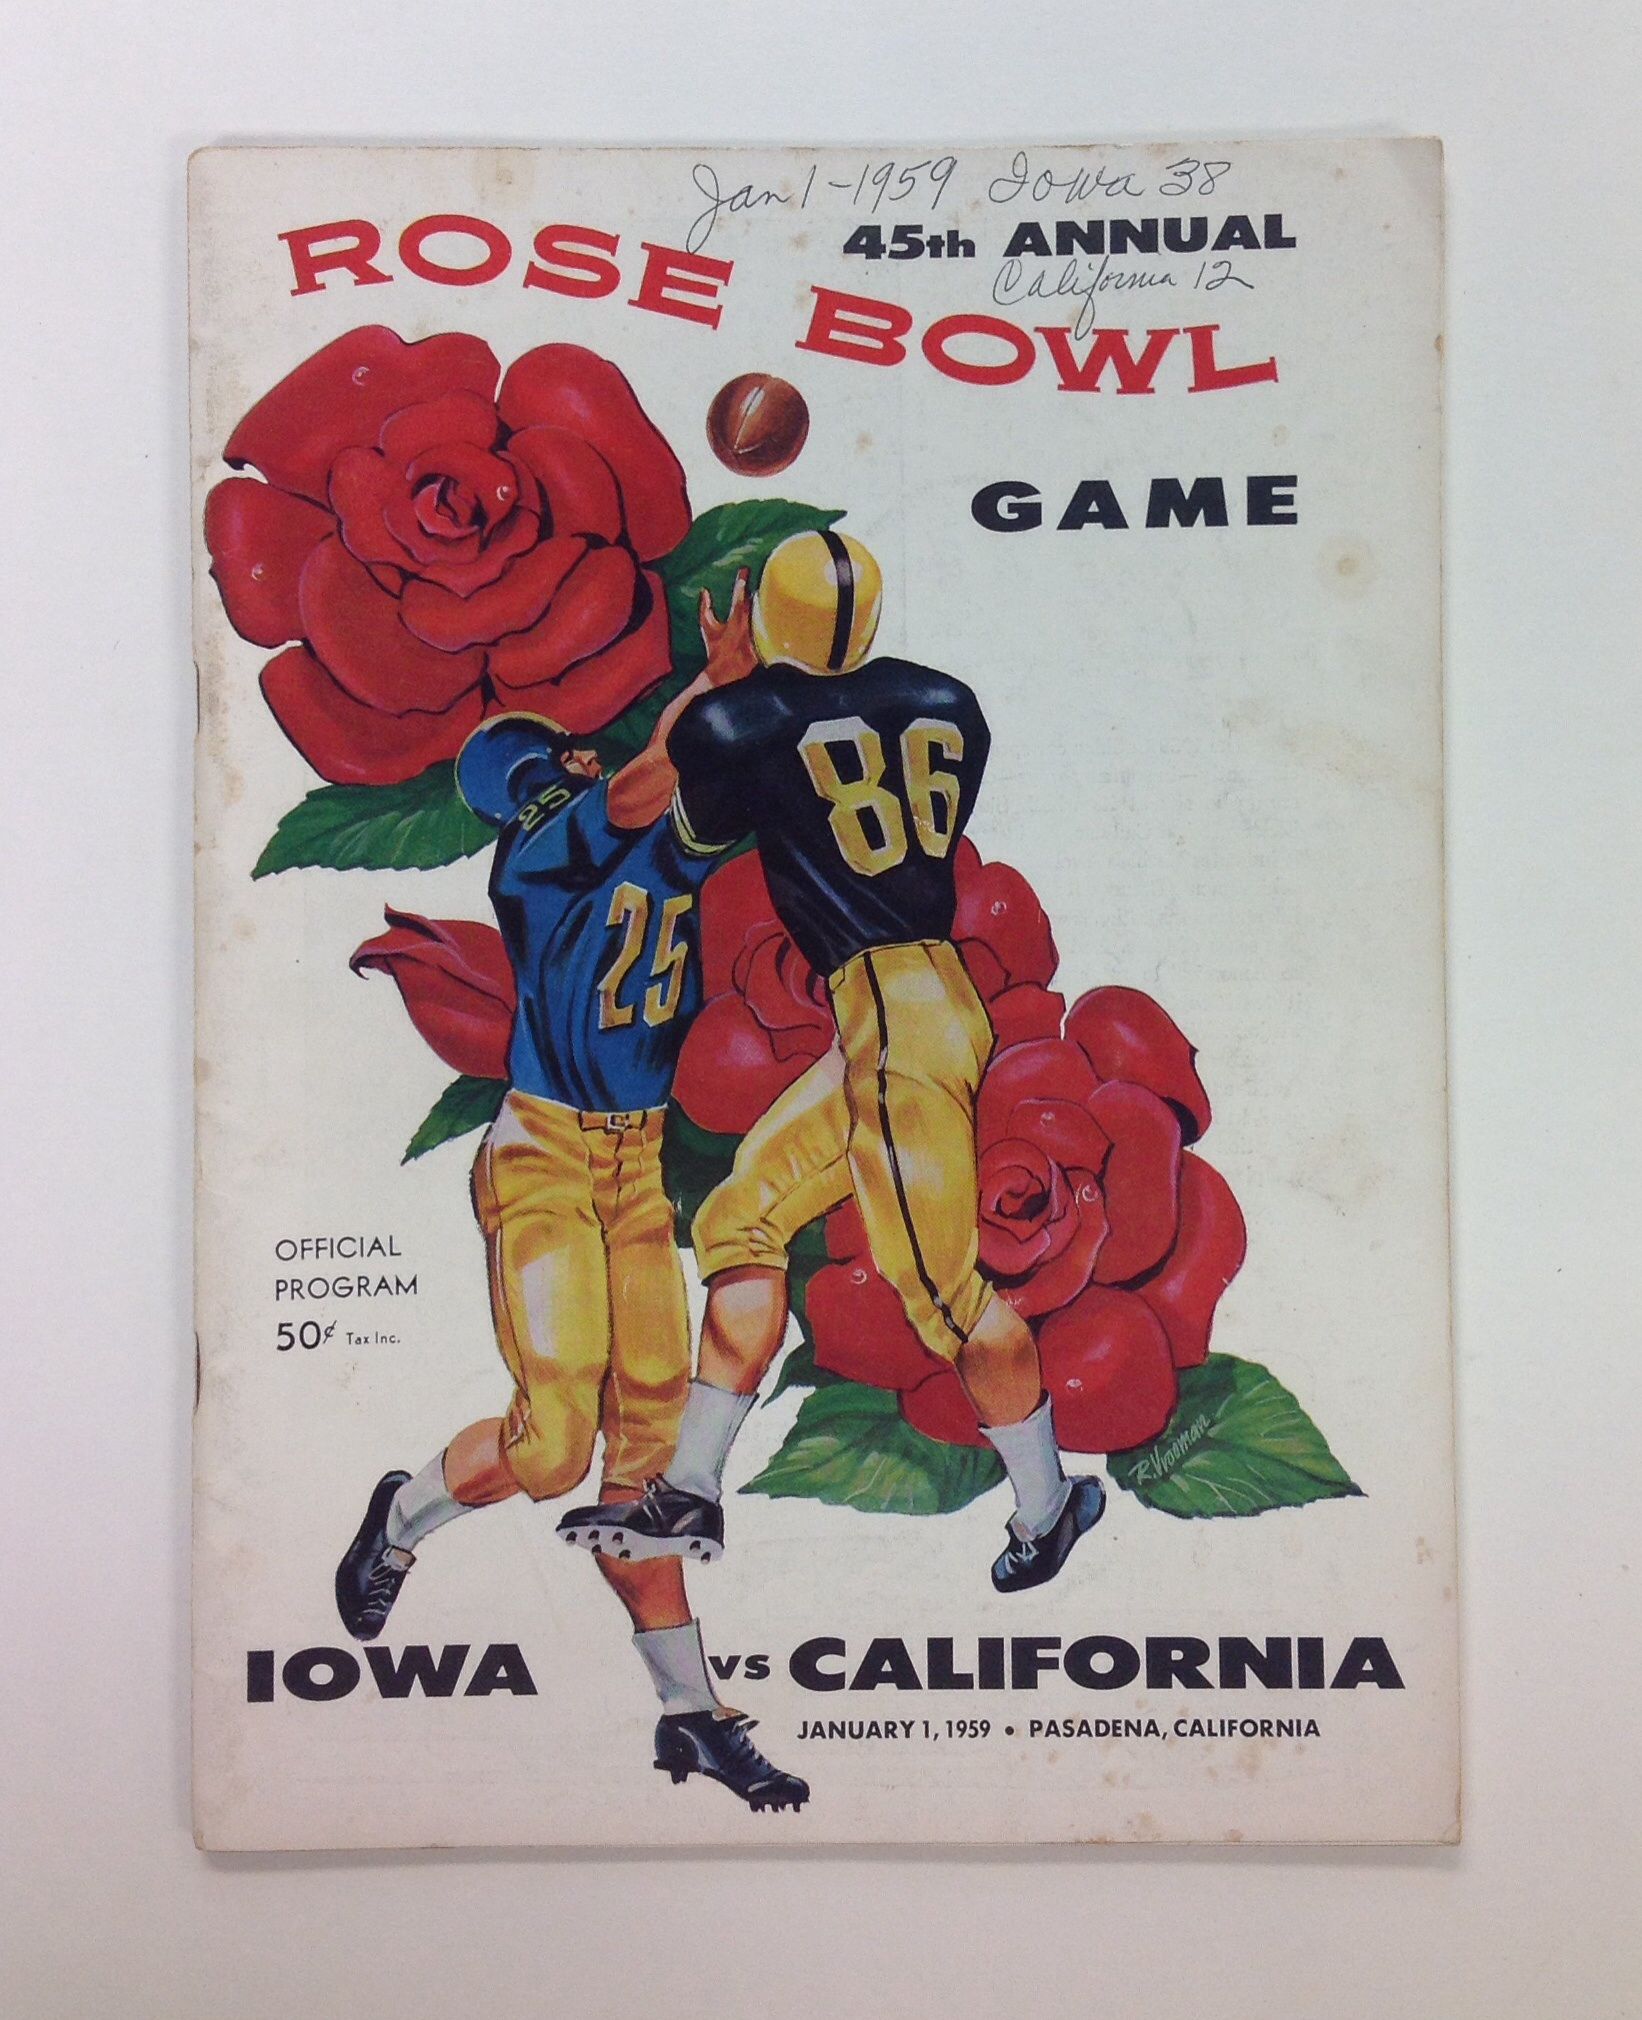 Jan 1-1959 Iowa 38
ROSE BOWL
45th ANNUAL
California 12
GAME
25
86
25
OFFICIAL
PROGRAM
50¢ Tax Inc.
R. Vrooman
IOWA vs CALIFORNIA
JANUARY 1, 1959 • PASADENA, CALIFORNIA